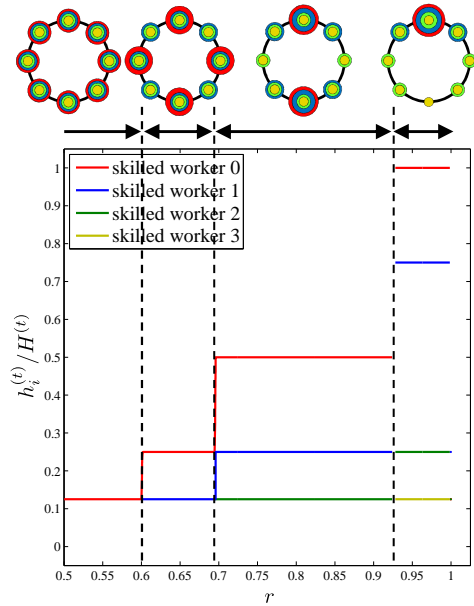 skilled worker 0
skilled worker 1
skilled worker 2
skilled worker 3
1
0.9
0.8
0.7
0.6
0.5
0.4
0.3
0.2
0.1
0
h_i^{(t)}/H^{(t)}
0.5 0.55 0.6 0.65 0.7 0.75 0.8 0.85 0.9 0.95 1
r